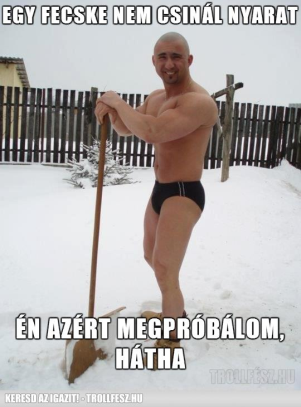 EGY FECSKE NEM CSINÁL NYARAT
ÉN AZÉRT MEGPRÓBÁLOM,
HÁTHA
TROLLFESZ.HU
KERESD AZ IGAZIT! - TROLLFESZ.HU